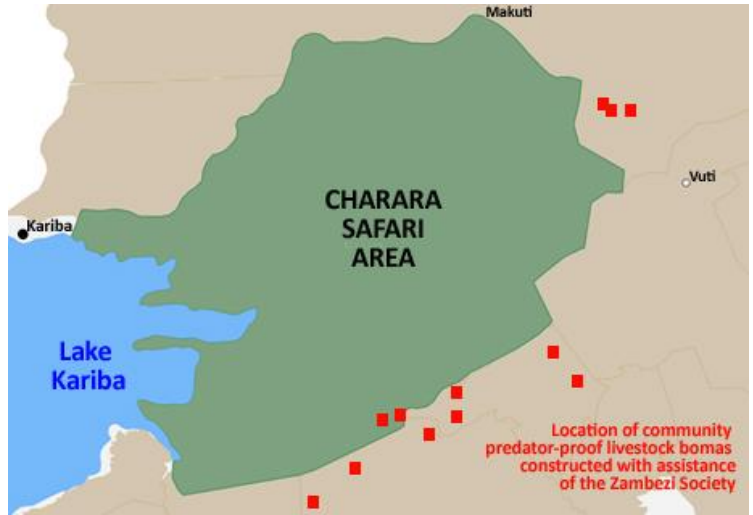 Makuti
Vuti
CHARARA
SAFARI
AREA
Kariba
Lake
Kariba
Location of community
predator-proof livestock bomas
constructed with assistance
of the Zambezi Society